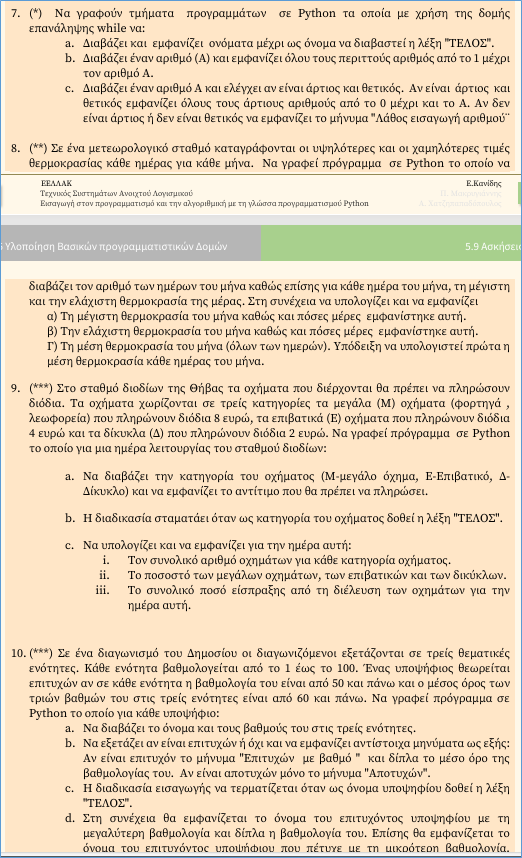 7. (*) Να γραφούν τμήματα προγραμμάτων σε Python τα οποία με χρήση της δομής
επανάληψης while να:
a. Διαβάζει και εμφανίζει ονόματα μέχρι ως όνομα να διαβαστεί η λέξη "ΤΕΛΟΣ".
b. Διαβάζει έναν αριθμό (Α) και εμφανίζει όλου τους περιττούς αριθμός από το 1 μέχρι
τον αριθμό Α.
c. Διαβάζει έναν αριθμό Α και ελέγχει αν είναι άρτιος και θετικός. Αν είναι άρτιός και
θετικός εμφανίζει όλους τους άρτιους αριθμούς από το 0 μέχρι και το Α. Αν δεν
είναι άρτιός ή δεν είναι θετικός να εμφανίζει το μήνυμα "Λάθος εισαγωγή αριθμού¨
8. (**) Σε ένα μετεωρολογικό σταθμό καταγράφονται οι υψηλότερες και οι χαμηλότερες τιμές
θερμοκρασίας κάθε ημέρας για κάθε μήνα. Να γραφεί πρόγραμμα σε Python το οποίο να
ΕΕΛΛΑΚ Ε.Κανίδης
Τεχνικός Συστημάτων Ανοιχτού Λογισμικού
Εισαγωγή στον προγραμματισμό και την αλγοριθμική με τη γλώσσα προγραμματισμού Python
Υλοποίηση Βασικών προγραμματιστικών Δομών 5.9 Ασκήσεις
διαβάζει τον αριθμό των ημέρων του μήνα καθώς επίσης για κάθε ημέρα του μήνα, τη μέγιστη
και την ελάχιστη θερμοκρασία της μέρας. Στη συνέχεια να υπολογίζει και να εμφανίζει
α) Τη μέγιστη θερμοκρασία του μήνα καθώς και πόσες μέρες εμφανίστηκε αυτή.
β) Την ελάχιστη θερμοκρασία του μήνα καθώς και πόσες μέρες εμφανίστηκε αυτή.
Γ) Τη μέση θερμοκρασία του μήνα (όλων των ημερών). Υπόδειξη να υπολογιστεί πρώτα η
μέση θερμοκρασία κάθε ημέρας του μήνα.
9. (***) Στο σταθμό διοδίων της Θήβας τα οχήματα που διέρχονται θα πρέπει να πληρώσουν
διόδια. Τα οχήματα χωρίζονται σε τρείς κατηγορίες τα μεγάλα (Μ) οχήματα (φορτηγά ,
λεωφορεία) που πληρώνουν διόδια 8 ευρώ, τα επιβατικά (Ε) οχήματα που πληρώνουν διόδια
4 ευρώ και τα δίκυκλα (Δ) που πληρώνουν διόδια 2 ευρώ. Να γραφεί πρόγραμμα σε Python
το οποίο για μια ημέρα λειτουργίας του σταθμού διοδίων:
a. Να διαβάζει την κατηγορία του οχήματος (Μ-μεγάλο όχημα, Ε-Επιβατικό, Δ-
Δίκυκλο) και να εμφανίζει το αντίτιμο που θα πρέπει να πληρώσει.
b. Η διαδικασία σταματάει όταν ως κατηγορία του οχήματος δοθεί η λέξη "ΤΕΛΟΣ".
c. Να υπολογίζει και να εμφανίζει για την ημέρα αυτή:
i. Τον συνολικό αριθμό οχημάτων για κάθε κατηγορία οχήματος.
ii. Το ποσοστό των μεγάλων οχημάτων, των επιβατικών και των δικύκλων.
iii. Το συνολικό ποσό είσπραξης από τη διέλευση των οχημάτων για την
ημέρα αυτή.
10. (***) Σε ένα διαγωνισμό του Δημοσίου οι διαγωνιζόμενοι εξετάζονται σε τρείς θεματικές
ενότητες. Κάθε ενότητα βαθμολογείται από το 1 έως το 100. Ένας υποψήφιος θεωρείται
επιτυχών αν σε κάθε ενότητα η βαθμολογία του είναι από 50 και πάνω και ο μέσος όρος των
τριών βαθμών του στις τρείς ενότητες είναι από 60 και πάνω. Να γραφεί πρόγραμμα σε
Python το οποίο για κάθε υποψήφιο:
a. Να διαβάζει το όνομα και τους βαθμούς του στις τρείς ενότητες.
b. Να εξετάζει αν είναι επιτυχών ή όχι και να εμφανίζει αντίστοιχα μηνύματα ως εξής:
Αν είναι επιτυχόν το μήνυμα "Επιτυχών με βαθμό " και δίπλα το μέσο όρο της
βαθμολογίας του. Αν είναι αποτυχών μόνο το μήνυμα "Αποτυχών".
c. Η διαδικασία εισαγωγής να τερματίζεται όταν ως όνομα υποψηφίου δοθεί η λέξη
"ΤΕΛΟΣ".
d. Στη συνέχεια θα εμφανίζεται το όνομα του επιτυχόντος υποψηφίου με τη
μεγαλύτερη βαθμολογία και δίπλα η βαθμολογία του. Επίσης θα εμφανίζεται το
όνομα του επιτυχόντος υποψήφιου που πέτυχε με τη μικρότερη βαθμολογία.